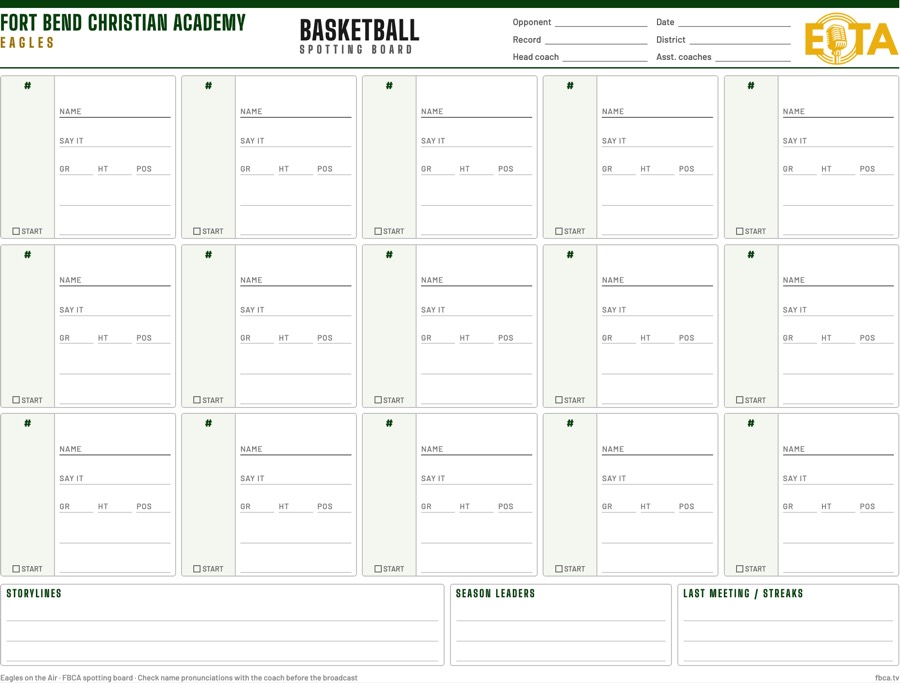 FORT BEND CHRISTIAN ACADEMY
EAGLES
BASKETBALL
SPOTTING BOARD
Opponent Date
Record District
Head coach Asst. coaches
EOTA
# # # # #
NAME NAME NAME NAME NAME
SAY IT SAY IT SAY IT SAY IT SAY IT
GR HT POS GR HT POS GR HT POS GR HT POS GR HT POS
START START START START START
# # # # #
NAME NAME NAME NAME NAME
SAY IT SAY IT SAY IT SAY IT SAY IT
GR HT POS GR HT POS GR HT POS GR HT POS GR HT POS
START START START START START
# # # # #
NAME NAME NAME NAME NAME
SAY IT SAY IT SAY IT SAY IT SAY IT
GR HT POS GR HT POS GR HT POS GR HT POS GR HT POS
START START START START START
STORYLINES SEASON LEADERS LAST MEETING / STREAKS
Eagles on the Air · FBCA spotting board · Check name pronunciations with the coach before the broadcast fbca.tv